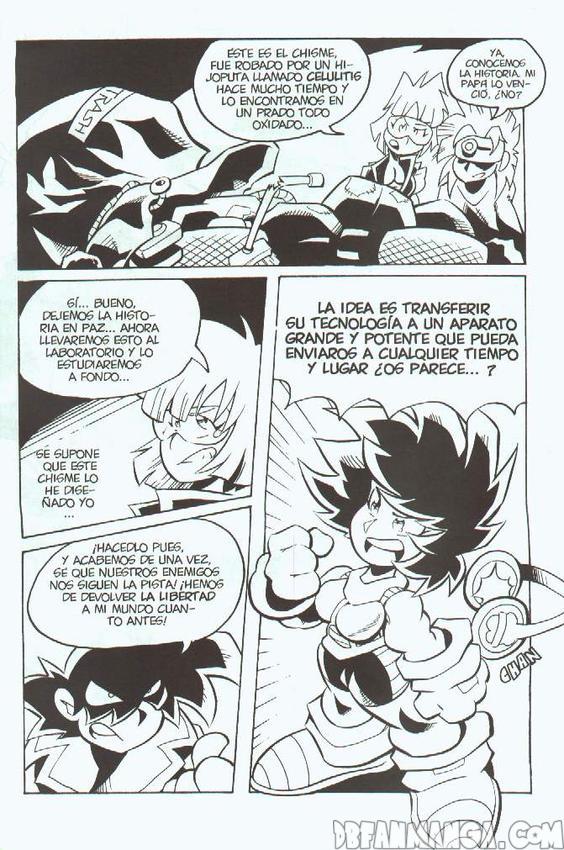 ESTE ES EL CHISME,
FUE ROBADO POR UN HI-
JOPUTA LLAMADO CELULITIS
HACE MUCHO TIEMPO Y
LO ENCONTRAMOS EN
UN PRADO TODO
OXIDADO...
YA,
CONOCEMOS
LA HISTORIA. MI
PAPÁ LO VEN-
CIÓ, ¿NO?
TRASH
SÍ... BUENO,
DEJEMOS LA HISTO-
RIA EN PAZ... AHORA
LLEVAREMOS ESTO AL
LABORATORIO Y LO
ESTUDIAREMOS
A FONDO...
SE SUPONE
QUE ESTE
CHISME LO HE
DISE-
ÑADO YO
...
LA IDEA ES TRANSFERIR
SU TECNOLOGÍA A UN APARATO
GRANDE Y POTENTE QUE PUEDA
ENVIAROS A CUALQUIER TIEMPO
Y LUGAR ¿OS PARECE... ?
¡HACEDLO PUES,
Y ACABEMOS DE UNA VEZ,
SE QUE NUESTROS ENEMIGOS
NOS SIGUEN LA PISTA! ¡HEMOS
DE DEVOLVER LA LIBERTAD
A MI MUNDO CUAN-
TO ANTES!
CHAN
DBFANMANGA.COM